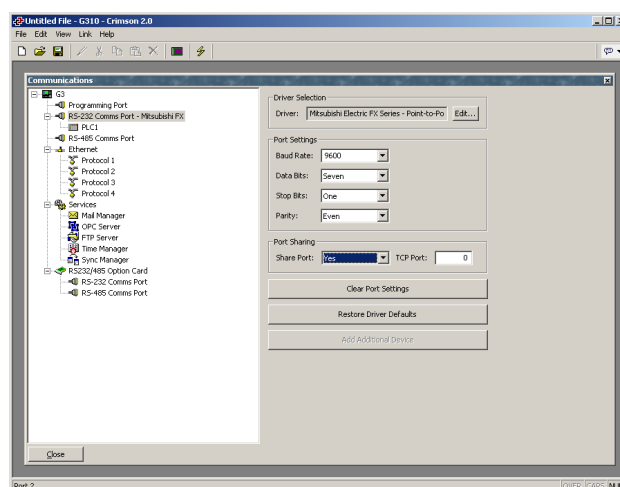 Untitled File - G310 - Crimson 2.0
File Edit View Link Help
Communications
G3
Programming Port
RS-232 Comms Port - Mitsubishi FX
PLC1
RS-485 Comms Port
Ethernet
Protocol 1
Protocol 2
Protocol 3
Protocol 4
Services
Mail Manager
OPC Server
FTP Server
Time Manager
Sync Manager
RS232/485 Option Card
RS-232 Comms Port
RS-485 Comms Port
Close
Driver Selection
Driver: Mitsubishi Electric FX Series - Point-to-Po Edit...
Port Settings
Baud Rate: 9600
Data Bits: Seven
Stop Bits: One
Parity: Even
Port Sharing
Share Port: Yes TCP Port: 0
Clear Port Settings
Restore Driver Defaults
Add Additional Device
Port 2 OVER CAPS NU